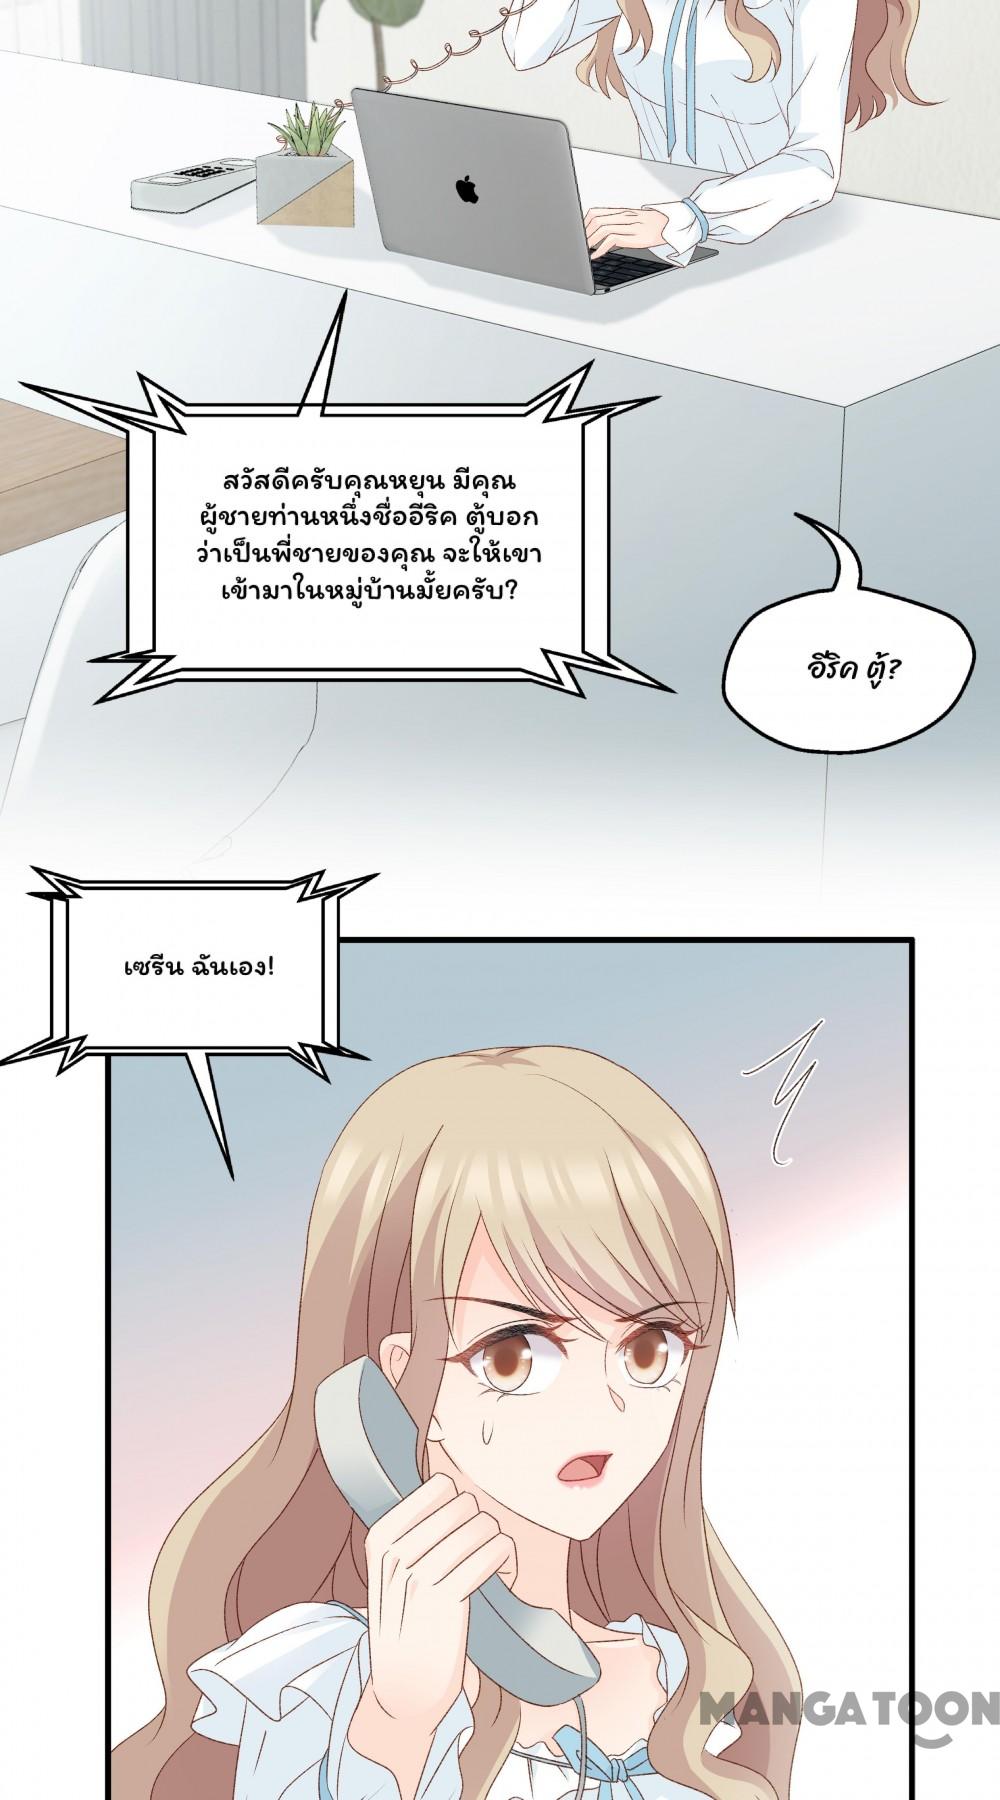 สวัสดีครับคุณหยุน มีคุณ
ผู้ชายท่านหนึ่งชื่ออีริค ตู้บอก
ว่าเป็นพี่ชายของคุณ จะให้เขา
เข้ามาในหมู่บ้านมั้ยครับ?
อีริค ตู้?
เซรีน ฉันเอง!
MANGATOON